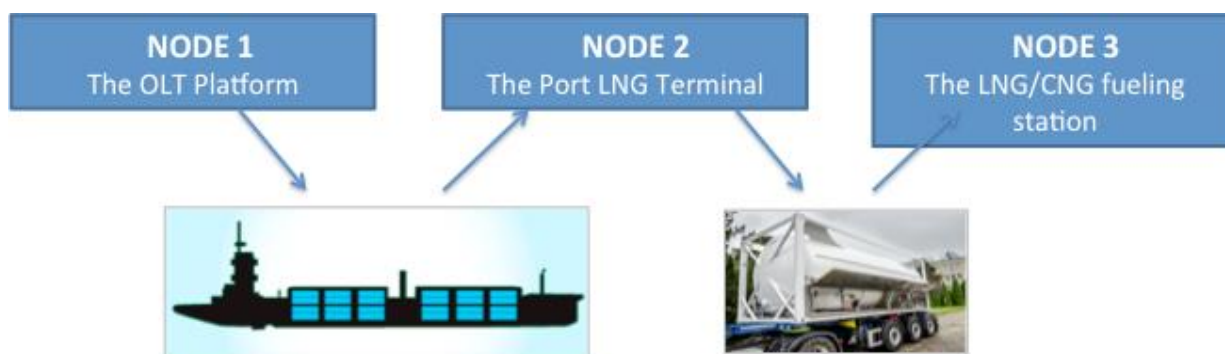 NODE 1
The OLT Platform
NODE 2
The Port LNG Terminal
NODE 3
The LNG/CNG fueling
station